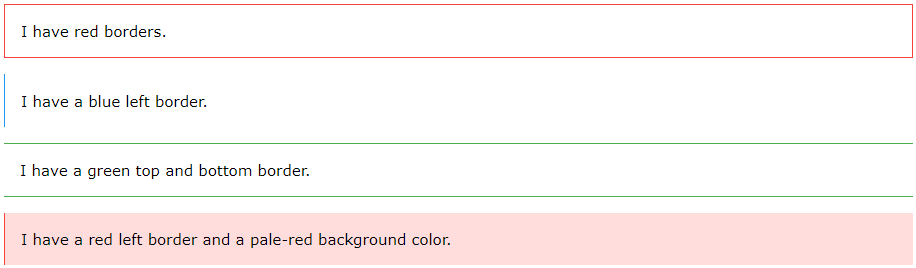 I have red borders.
I have a blue left border.
I have a green top and bottom border.
I have a red left border and a pale-red background color.